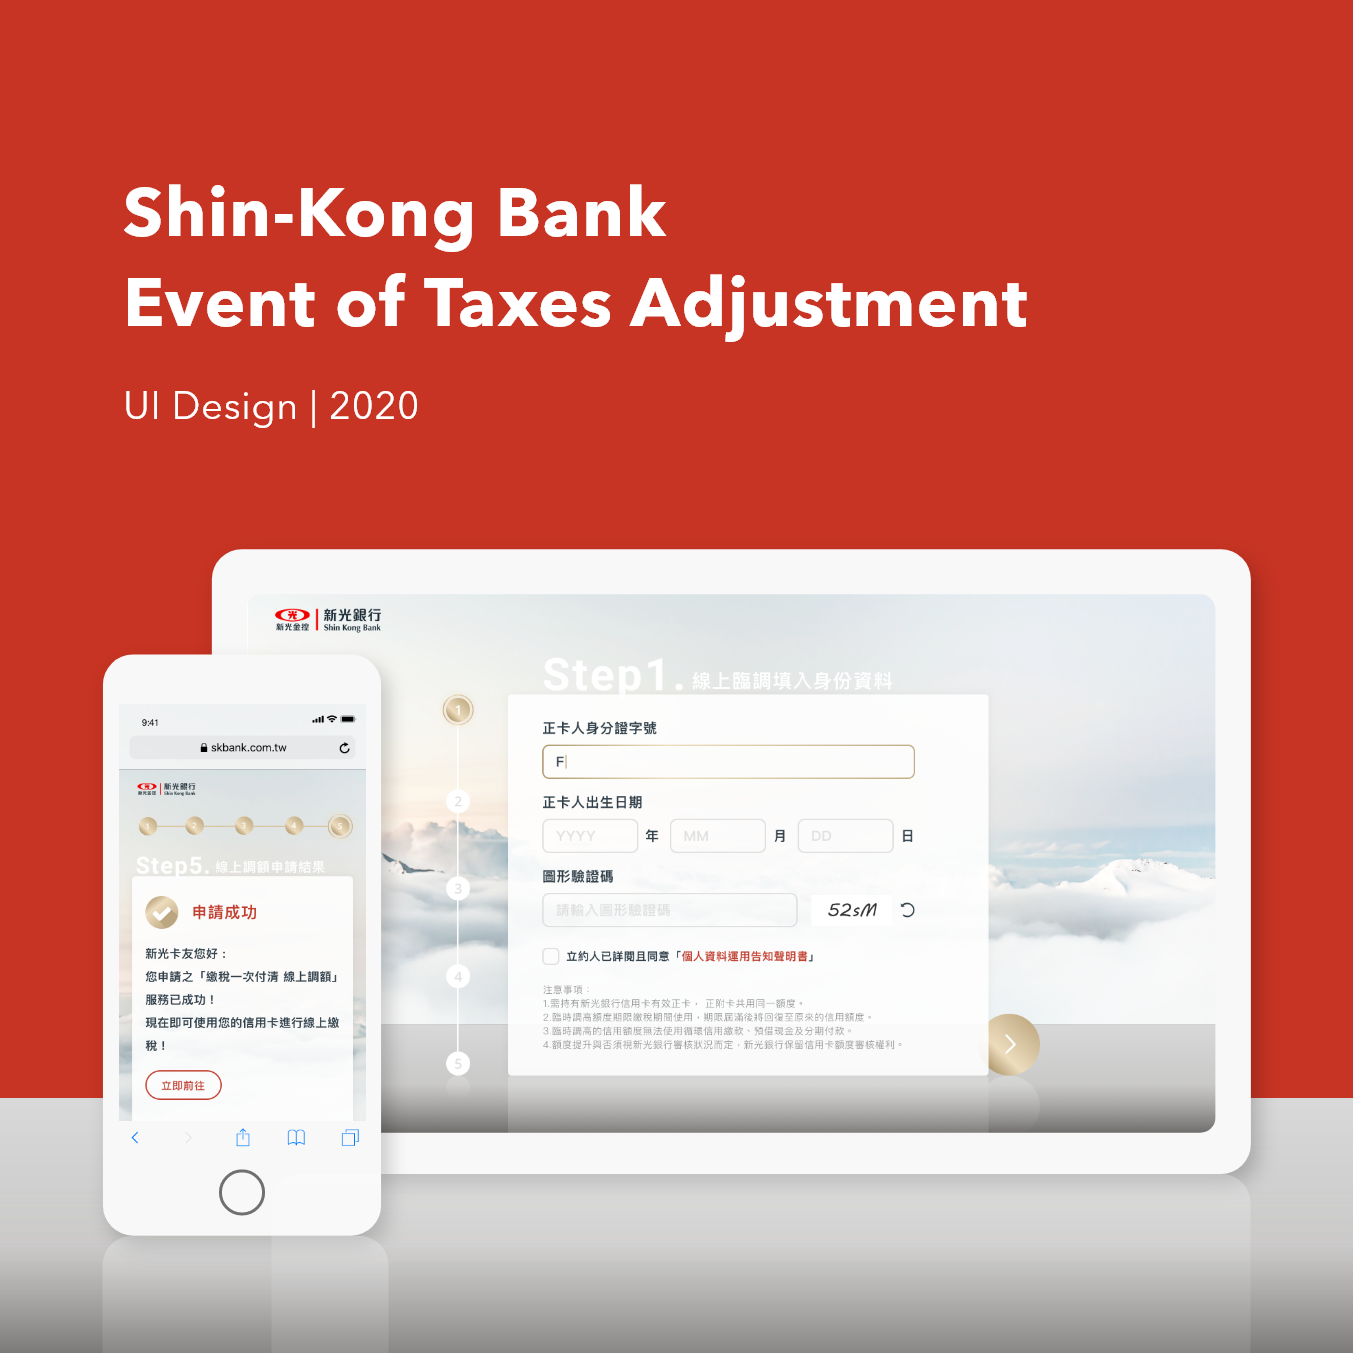 Shin-Kong Bank
Event of Taxes Adjustment
UI Design | 2020
新光金控
新光銀行
Shin Kong Bank
Step1. 線上臨調填入身份資料
1
2
3
4
5
正卡人身分證字號
F
正卡人出生日期
YYYY 年 MM 月 DD 日
圖形驗證碼
請輸入圖形驗證碼 52sM
立約人已詳閱且同意「個人資料運用告知聲明書」
注意事項：
1.需持有新光銀行信用卡有效正卡， 正附卡共用同一額度。
2.臨時調高額度期限繳稅期間使用，期限屆滿後將回復至原來的信用額度。
3.臨時調高的信用額度無法使用循環信用繳款、預借現金及分期付款。
4.額度提升與否須視新光銀行審核狀況而定，新光銀行保留信用卡額度審核權利。
9:41
skbank.com.tw
新光金控
新光銀行
Shin Kong Bank
1 2 3 4 5
Step5. 線上調額申請結果
申請成功
新光卡友您好：
您申請之「繳稅一次付清 線上調額」
服務已成功！
現在即可使用您的信用卡進行線上繳
稅！
立即前往